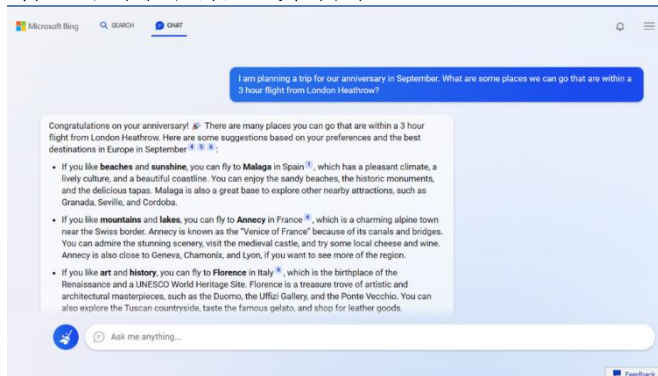 Microsoft Bing
SEARCH
CHAT
I am planning a trip for our anniversary in September. What are some places we can go that are within a
3 hour flight from London Heathrow?
Congratulations on your anniversary! 🎉 There are many places you can go that are within a 3 hour
flight from London Heathrow. Here are some suggestions based on your preferences and the best
destinations in Europe in September 4 5 6 :
• If you like beaches and sunshine, you can fly to Malaga in Spain 1 , which has a pleasant climate, a
lively culture, and a beautiful coastline. You can enjoy the sandy beaches, the historic monuments,
and the delicious tapas. Malaga is also a great base to explore other nearby attractions, such as
Granada, Seville, and Cordoba.
• If you like mountains and lakes, you can fly to Annecy in France 4 , which is a charming alpine town
near the Swiss border. Annecy is known as the "Venice of France" because of its canals and bridges.
You can admire the stunning scenery, visit the medieval castle, and try some local cheese and wine.
Annecy is also close to Geneva, Chamonix, and Lyon, if you want to see more of the region.
• If you like art and history, you can fly to Florence in Italy 6 , which is the birthplace of the
Renaissance and a UNESCO World Heritage Site. Florence is a treasure trove of artistic and
architectural masterpieces, such as the Duomo, the Uffizi Gallery, and the Ponte Vecchio. You can
also explore the Tuscan countryside, taste the famous gelato, and shop for leather goods.
Ask me anything...
Feedback